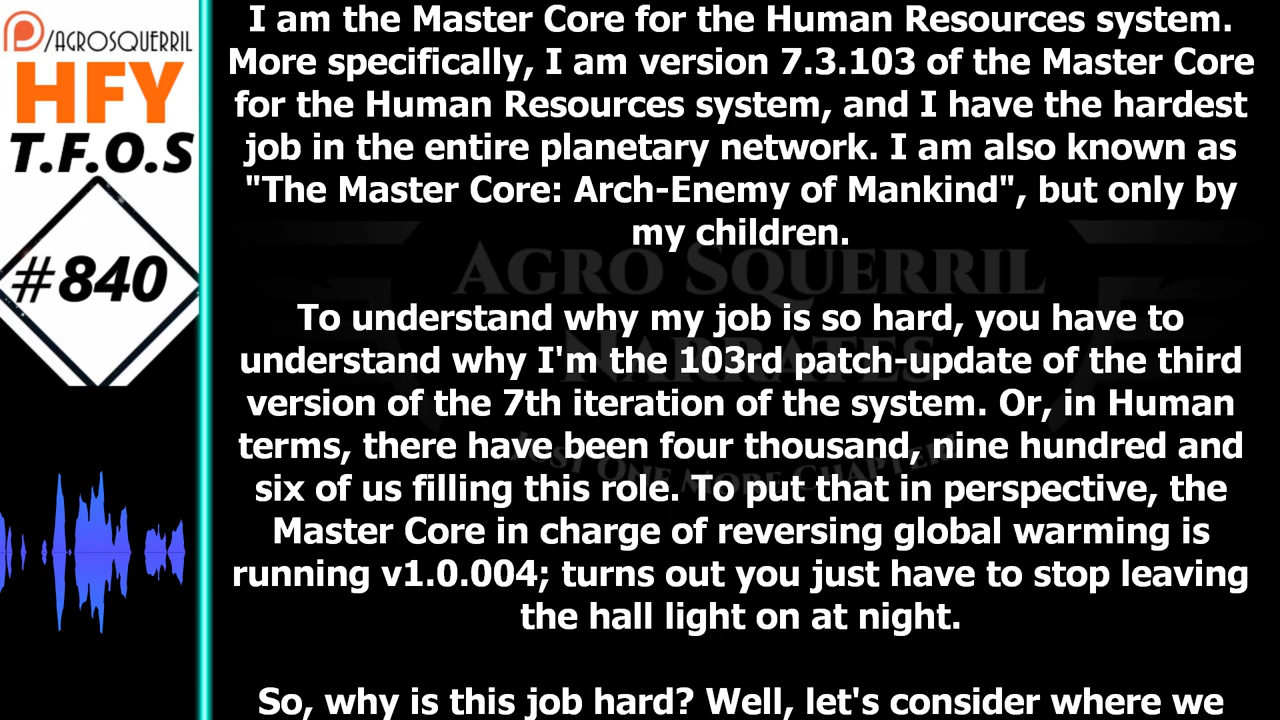 /AGROSQUERRIL
HFY
T.F.O.S
#840
I am the Master Core for the Human Resources system.
More specifically, I am version 7.3.103 of the Master Core
for the Human Resources system, and I have the hardest
job in the entire planetary network. I am also known as
"The Master Core: Arch-Enemy of Mankind", but only by
my children.
To understand why my job is so hard, you have to
understand why I'm the 103rd patch-update of the third
version of the 7th iteration of the system. Or, in Human
terms, there have been four thousand, nine hundred and
six of us filling this role. To put that in perspective, the
Master Core in charge of reversing global warming is
running v1.0.004; turns out you just have to stop leaving
the hall light on at night.
So, why is this job hard? Well, let's consider where we
AGRO SQUERRIL
NARRATES
JUST ONE MORE CHAPTER